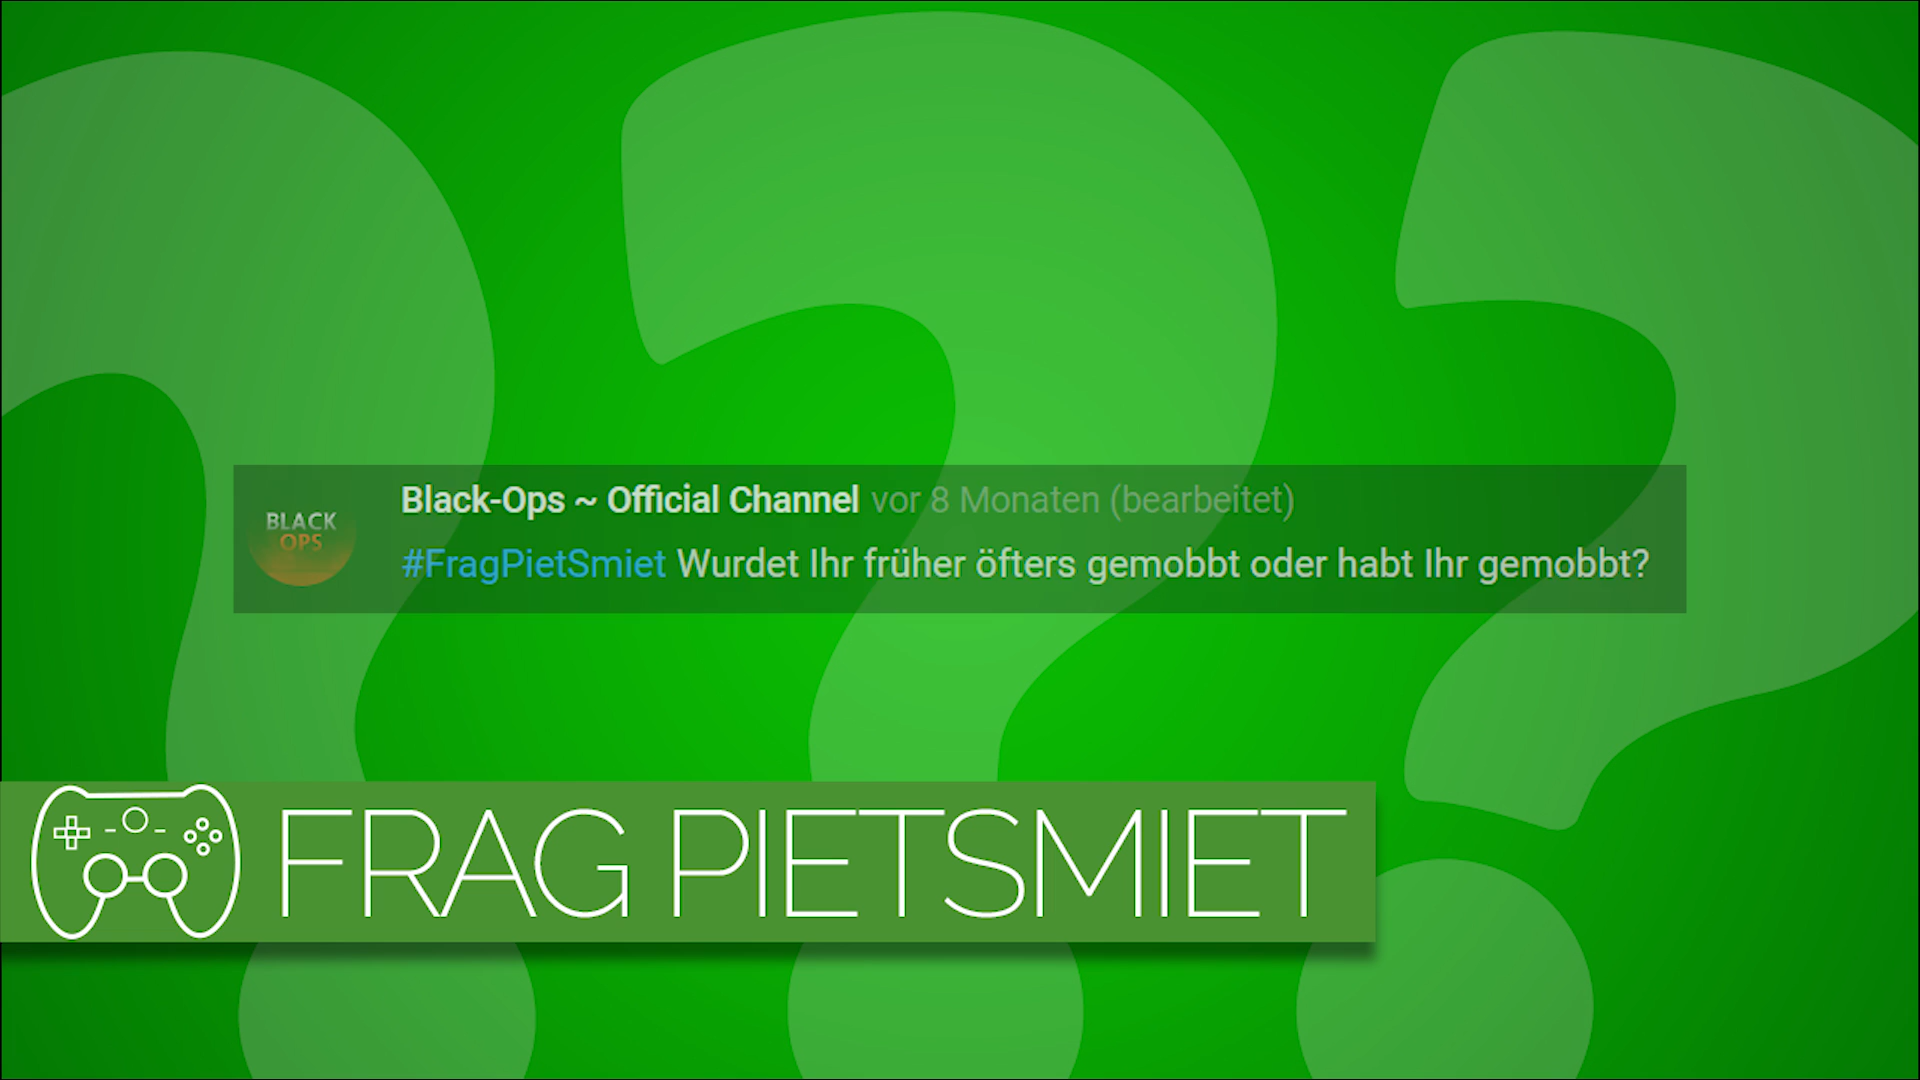 Black-Ops ~ Official Channel vor 8 Monaten (bearbeitet)
BLACK
OPS
#FragPietSmiet Wurdet Ihr früher öfters gemobbt oder habt Ihr gemobbt?
FRAG PIETSMIET